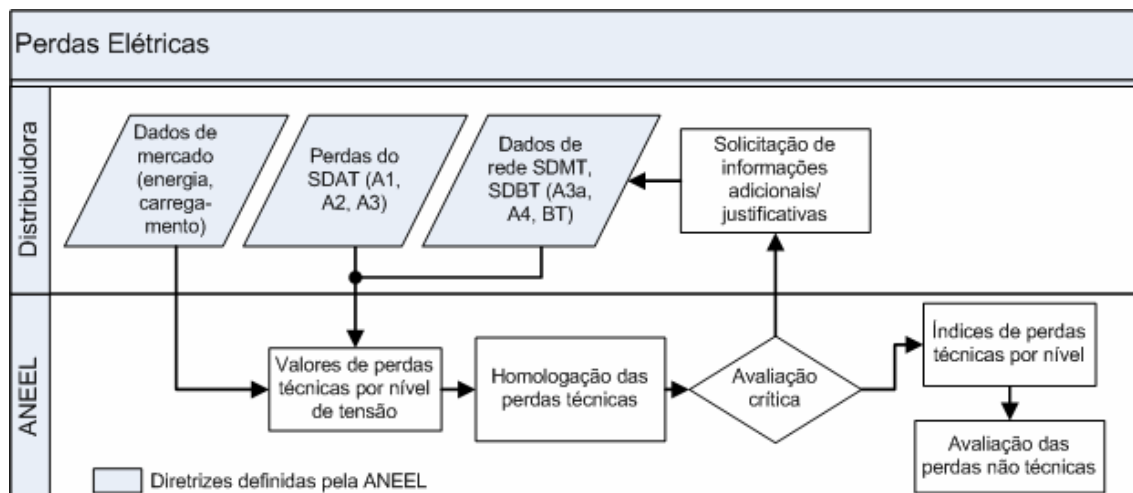 Perdas Elétricas
Distribuidora
Dados de
mercado
(energia,
carrega-
mento)
Perdas do
SDAT (A1,
A2, A3)
Dados de
rede SDMT,
SDBT (A3a,
A4, BT)
Solicitação de
informações
adicionais/
justificativas
ANEEL
Valores de perdas
técnicas por nível
de tensão
Homologação das
perdas técnicas
Avaliação
crítica
Índices de perdas
técnicas por nível
Avaliação das
perdas não técnicas
Diretrizes definidas pela ANEEL